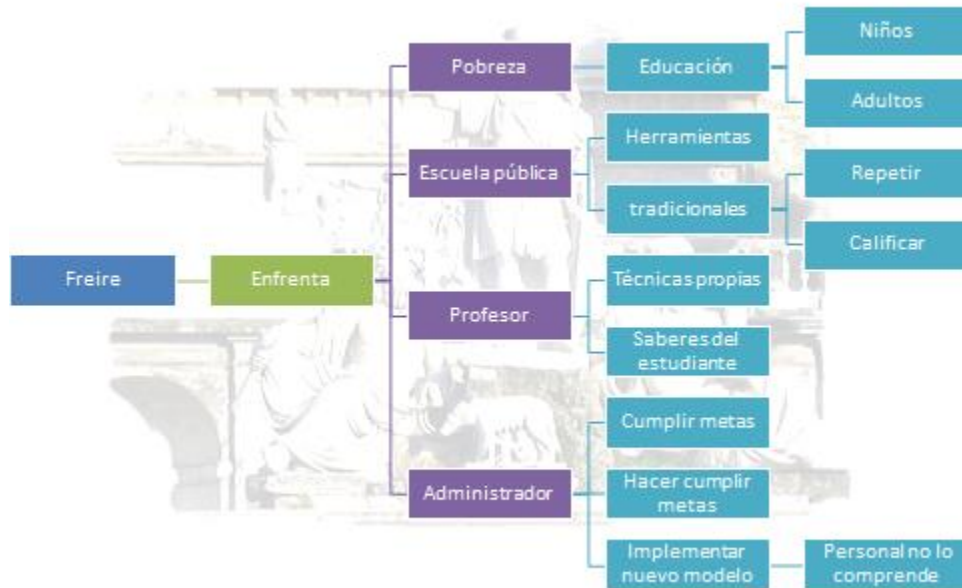 Freire
Enfrenta
Pobreza
Educación
Niños
Adultos
Escuela pública
Herramientas
tradicionales
Repetir
Calificar
Profesor
Técnicas propias
Saberes del
estudiante
Administrador
Cumplir metas
Hacer cumplir
metas
Implementar
nuevo modelo
Personal no lo
comprende